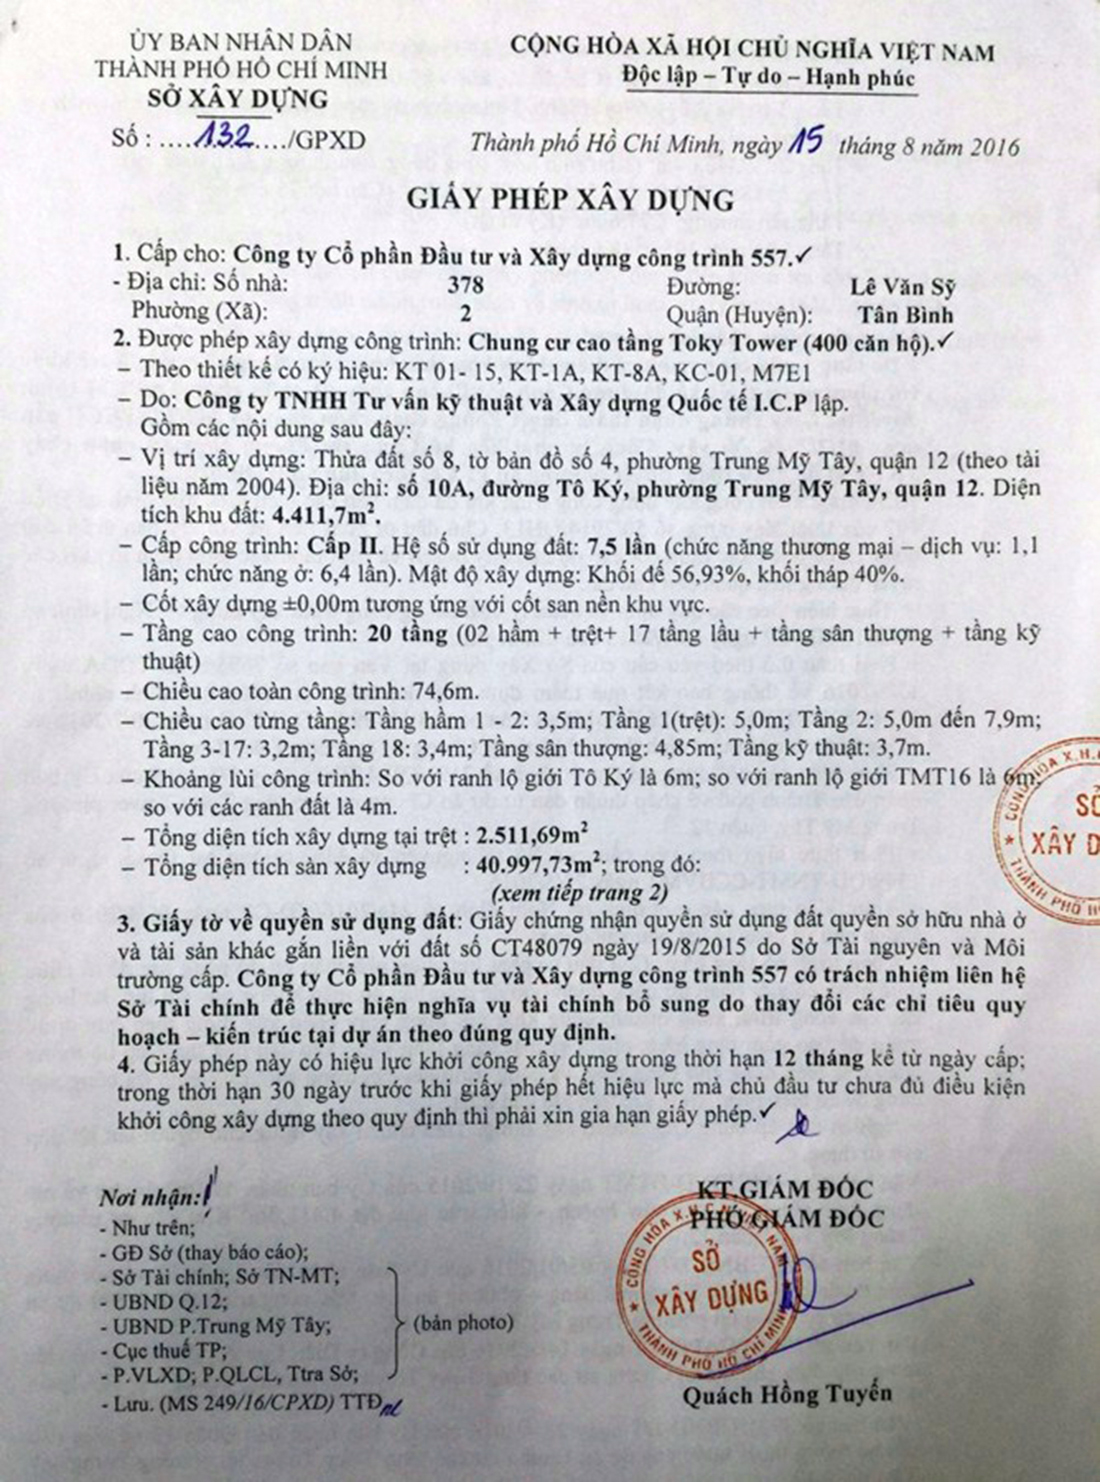 ỦY BAN NHÂN DÂN
THÀNH PHỐ HỒ CHÍ MINH
SỞ XÂY DỰNG
Số : ....132..../GPXD
CỘNG HÒA XÃ HỘI CHỦ NGHĨA VIỆT NAM
Độc lập – Tự do – Hạnh phúc
Thành phố Hồ Chí Minh, ngày 15 tháng 8 năm 2016
GIẤY PHÉP XÂY DỰNG
1. Cấp cho: Công ty Cổ phần Đầu tư và Xây dựng công trình 557.✓
- Địa chỉ: Số nhà: 378 Đường: Lê Văn Sỹ
Phường (Xã): 2 Quận (Huyện): Tân Bình
2. Được phép xây dựng công trình: Chung cư cao tầng Toky Tower (400 căn hộ).✓
– Theo thiết kế có ký hiệu: KT 01- 15, KT-1A, KT-8A, KC-01, M7E1
– Do: Công ty TNHH Tư vấn kỹ thuật và Xây dựng Quốc tế I.C.P lập.
Gồm các nội dung sau đây:
– Vị trí xây dựng: Thửa đất số 8, tờ bản đồ số 4, phường Trung Mỹ Tây, quận 12 (theo tài
liệu năm 2004). Địa chỉ: số 10A, đường Tô Ký, phường Trung Mỹ Tây, quận 12. Diện
tích khu đất: 4.411,7m².
– Cấp công trình: Cấp II. Hệ số sử dụng đất: 7,5 lần (chức năng thương mại – dịch vụ: 1,1
lần; chức năng ở: 6,4 lần). Mật độ xây dựng: Khối đế 56,93%, khối tháp 40%.
– Cốt xây dựng ±0,00m tương ứng với cốt san nền khu vực.
– Tầng cao công trình: 20 tầng (02 hầm + trệt+ 17 tầng lầu + tầng sân thượng + tầng kỹ
thuật)
– Chiều cao toàn công trình: 74,6m.
– Chiều cao từng tầng: Tầng hầm 1 - 2: 3,5m; Tầng 1(trệt): 5,0m; Tầng 2: 5,0m đến 7,9m;
Tầng 3-17: 3,2m; Tầng 18: 3,4m; Tầng sân thượng: 4,85m; Tầng kỹ thuật: 3,7m.
– Khoảng lùi công trình: So với ranh lộ giới Tô Ký là 6m; so với ranh lộ giới TMT16 là 6m;
so với các ranh đất là 4m.
– Tổng diện tích xây dựng tại trệt : 2.511,69m²
– Tổng diện tích sàn xây dựng : 40.997,73m²; trong đó:
(xem tiếp trang 2)
3. Giấy tờ về quyền sử dụng đất: Giấy chứng nhận quyền sử dụng đất quyền sở hữu nhà ở
và tài sản khác gắn liền với đất số CT48079 ngày 19/8/2015 do Sở Tài nguyên và Môi
trường cấp. Công ty Cổ phần Đầu tư và Xây dựng công trình 557 có trách nhiệm liên hệ
Sở Tài chính để thực hiện nghĩa vụ tài chính bổ sung do thay đổi các chỉ tiêu quy
hoạch – kiến trúc tại dự án theo đúng quy định.
4. Giấy phép này có hiệu lực khởi công xây dựng trong thời hạn 12 tháng kể từ ngày cấp;
trong thời hạn 30 ngày trước khi giấy phép hết hiệu lực mà chủ đầu tư chưa đủ điều kiện
khởi công xây dựng theo quy định thì phải xin gia hạn giấy phép.✓
CỘNG HÒA X.H.
SỞ
XÂY D
THÀNH PHỐ H
Nơi nhận:
- Như trên;
- GĐ Sở (thay báo cáo);
- Sở Tài chính; Sở TN-MT;
- UBND Q.12;
- UBND P.Trung Mỹ Tây;
- Cục thuế TP;
- P.VLXD; P.QLCL, Ttra Sở;
- Lưu. (MS 249/16/CPXD) TTĐ
(bản photo)
KT.GIÁM ĐỐC
PHÓ GIÁM ĐỐC
CỘNG HÒA X.H.C.N VIỆT NAM
SỞ
XÂY DỰNG
THÀNH PHỐ HỒ CHÍ MINH
Quách Hồng Tuyến